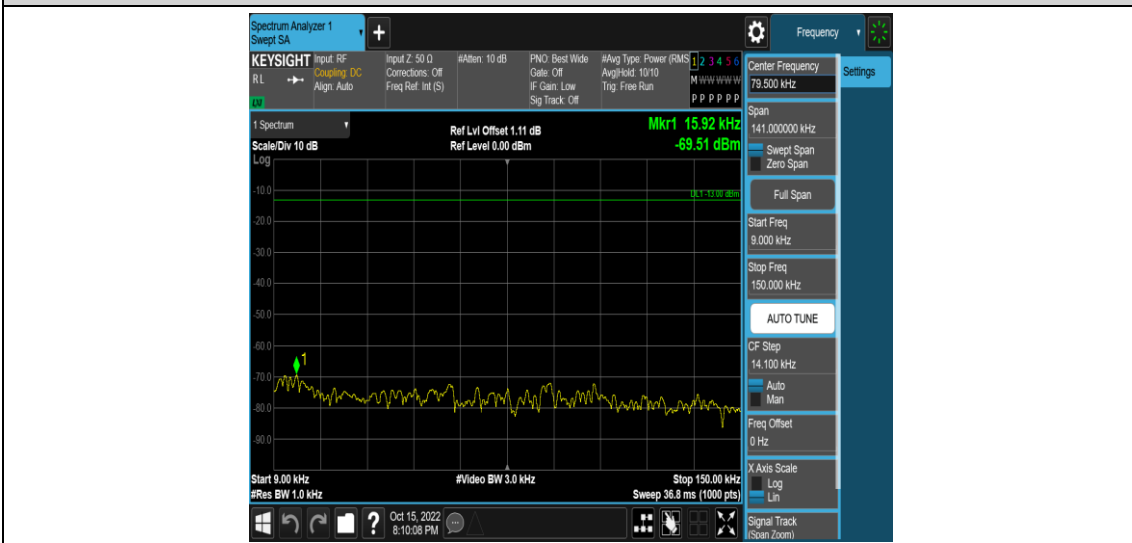 Spectrum Analyzer 1
Swept SA
+
Frequency
KEYSIGHT
RL
LW
Input: RF
Coupling: DC
Align: Auto
Input Z: 50 Ω
Corrections: Off
Freq Ref: Int (S)
#Atten: 10 dB
PNO: Best Wide
Gate: Off
IF Gain: Low
Sig Track: Off
#Avg Type: Power (RMS
Avg|Hold: 10/10
Trig: Free Run
1 2 3 4 5 6
M W W W W W
P P P P P P
1 Spectrum
Scale/Div 10 dB
Log
Ref Lvl Offset 1.11 dB
Ref Level 0.00 dBm
Mkr1 15.92 kHz
-69.51 dBm
DL1 -13.00 dBm
-10.0
-20.0
-30.0
-40.0
-50.0
-60.0
-70.0
-80.0
-90.0
1
Start 9.00 kHz
#Res BW 1.0 kHz
#Video BW 3.0 kHz
Stop 150.00 kHz
Sweep 36.8 ms (1000 pts)
?
Oct 15, 2022
8:10:08 PM
Center Frequency
79.500 kHz
Settings
Span
141.000000 kHz
Swept Span
Zero Span
Full Span
Start Freq
9.000 kHz
Stop Freq
150.000 kHz
AUTO TUNE
CF Step
14.100 kHz
Auto
Man
Freq Offset
0 Hz
X Axis Scale
Log
Lin
Signal Track
(Span Zoom)